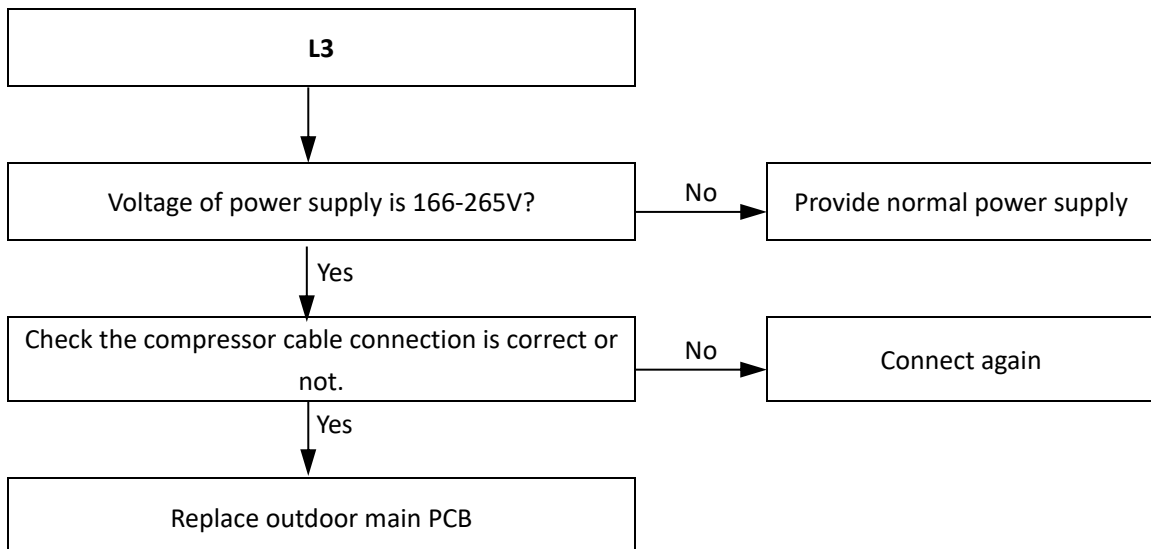 L3
Voltage of power supply is 166-265V?
No
Provide normal power supply
Yes
Check the compressor cable connection is correct or
not.
No
Connect again
Yes
Replace outdoor main PCB